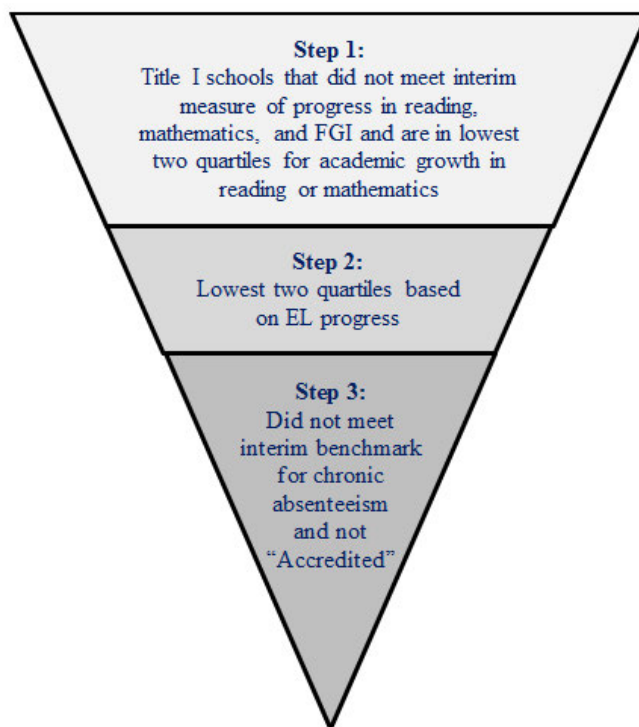 Step 1:
Title I schools that did not meet interim
measure of progress in reading,
mathematics, and FGI and are in lowest
two quartiles for academic growth in
reading or mathematics
Step 2:
Lowest two quartiles based
on EL progress
Step 3:
Did not meet
interim benchmark
for chronic
absenteeism
and not
“Accredited”